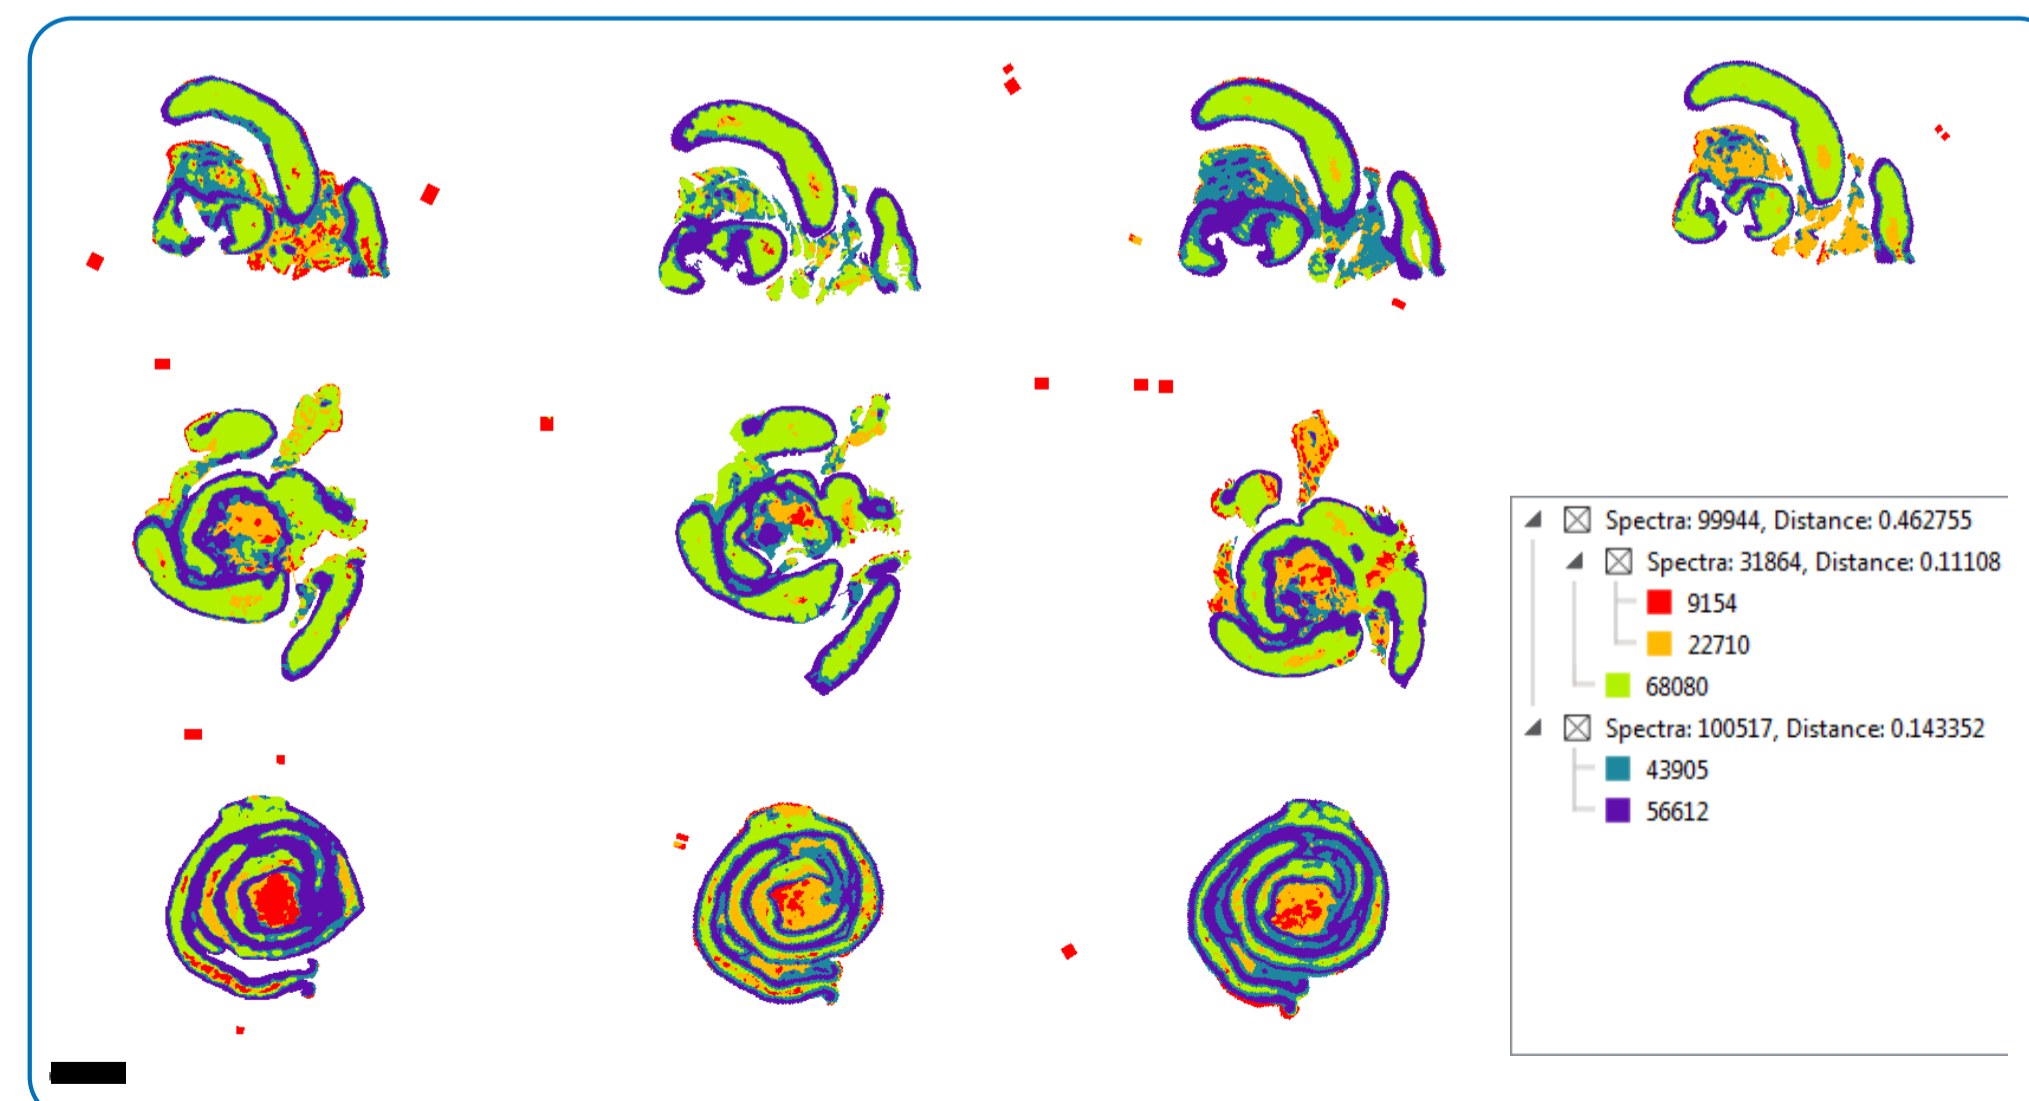 Spectra: 99944, Distance: 0.462755
Spectra: 31864, Distance: 0.11108
9154
22710
68080
Spectra: 100517, Distance: 0.143352
43905
56612